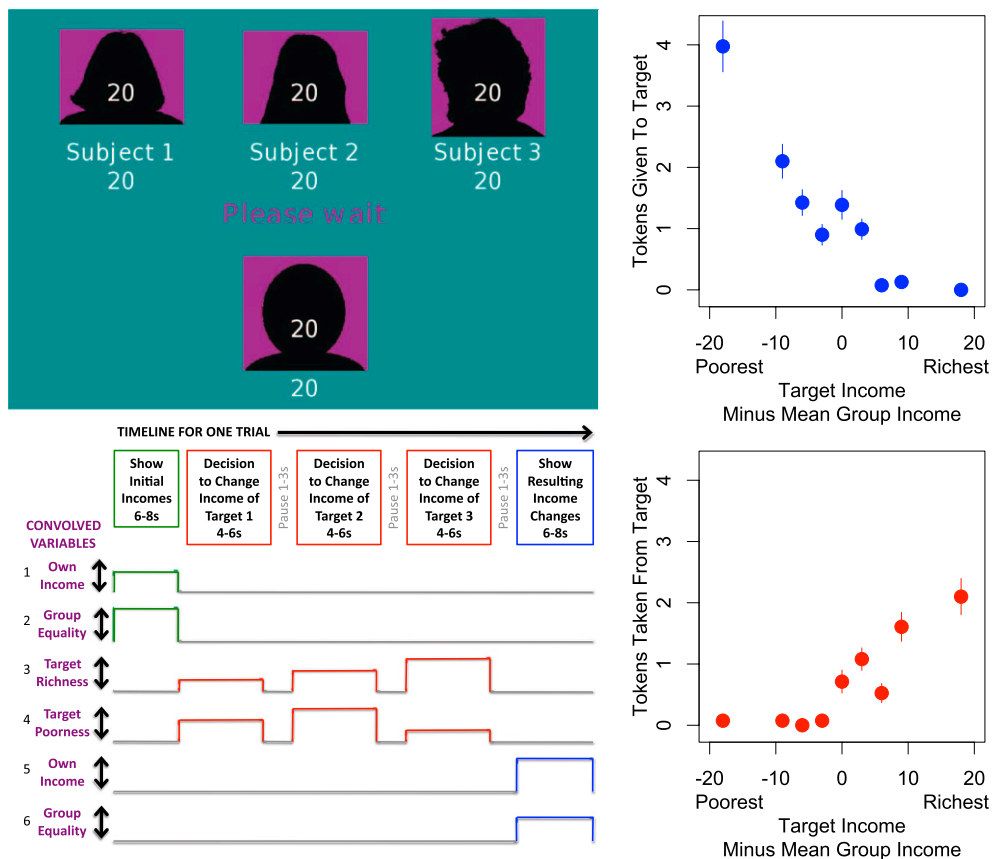 20
20
20
Subject 1
Subject 2
Subject 3
20
20
20
Please wait
20
20
4
3
2
1
0
Tokens Given To Target
-20
-10
0
10
20
Poorest
Richest
Target Income
Minus Mean Group Income
TIMELINE FOR ONE TRIAL
Show
Initial
Incomes
6-8s
Decision
to Change
Income of
Target 1
4-6s
Pause 1-3s
Decision
to Change
Income of
Target 2
4-6s
Pause 1-3s
Decision
to Change
Income of
Target 3
4-6s
Pause 1-3s
Show
Resulting
Income
Changes
6-8s
CONVOLVED
VARIABLES
1 Own
Income
2 Group
Equality
3 Target
Richness
4 Target
Poorness
5 Own
Income
6 Group
Equality
4
3
2
1
0
Tokens Taken From Target
-20
-10
0
10
20
Poorest
Richest
Target Income
Minus Mean Group Income